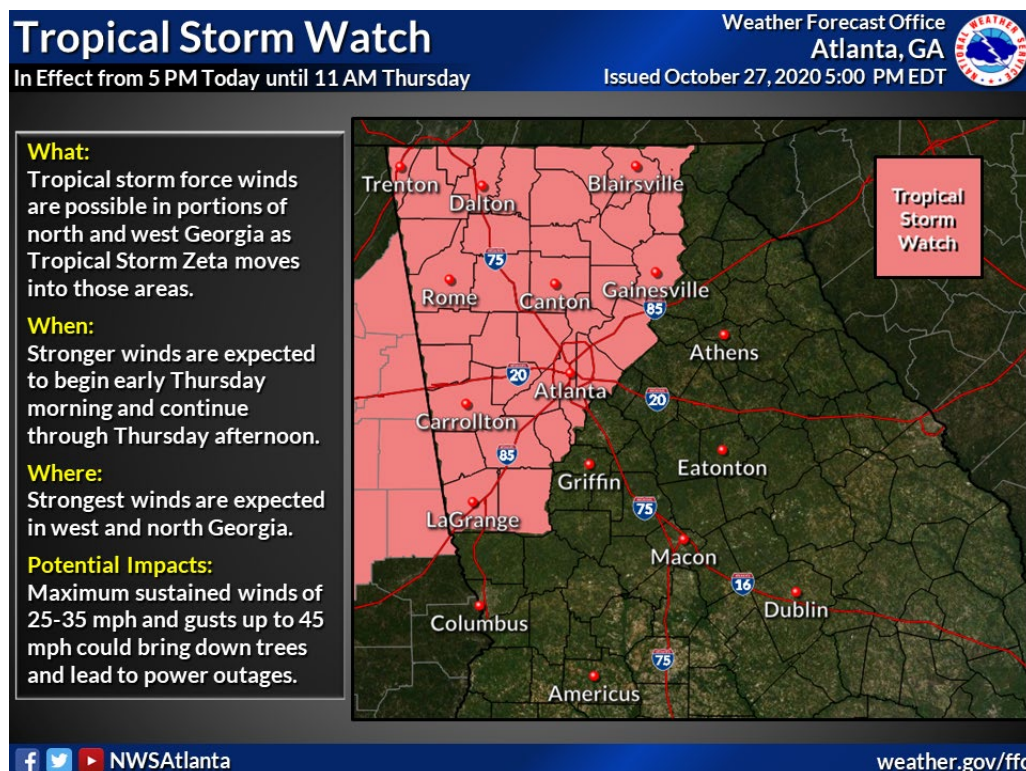 Tropical Storm Watch
In Effect from 5 PM Today until 11 AM Thursday
Weather Forecast Office
Atlanta, GA
Issued October 27, 2020 5:00 PM EDT
NATIONAL WEATHER SERVICE
What:
Tropical storm force winds
are possible in portions of
north and west Georgia as
Tropical Storm Zeta moves
into those areas.
When:
Stronger winds are expected
to begin early Thursday
morning and continue
through Thursday afternoon.
Where:
Strongest winds are expected
in west and north Georgia.
Potential Impacts:
Maximum sustained winds of
25-35 mph and gusts up to 45
mph could bring down trees
and lead to power outages.
Trenton
Dalton
Blairsville
Tropical
Storm
Watch
75
Rome
Canton
Gainesville
85
Athens
20
Atlanta
20
Carrollton
85
Griffin
Eatonton
LaGrange
75
Macon
16
Dublin
Columbus
75
Americus
NWSAtlanta
weather.gov/ffc